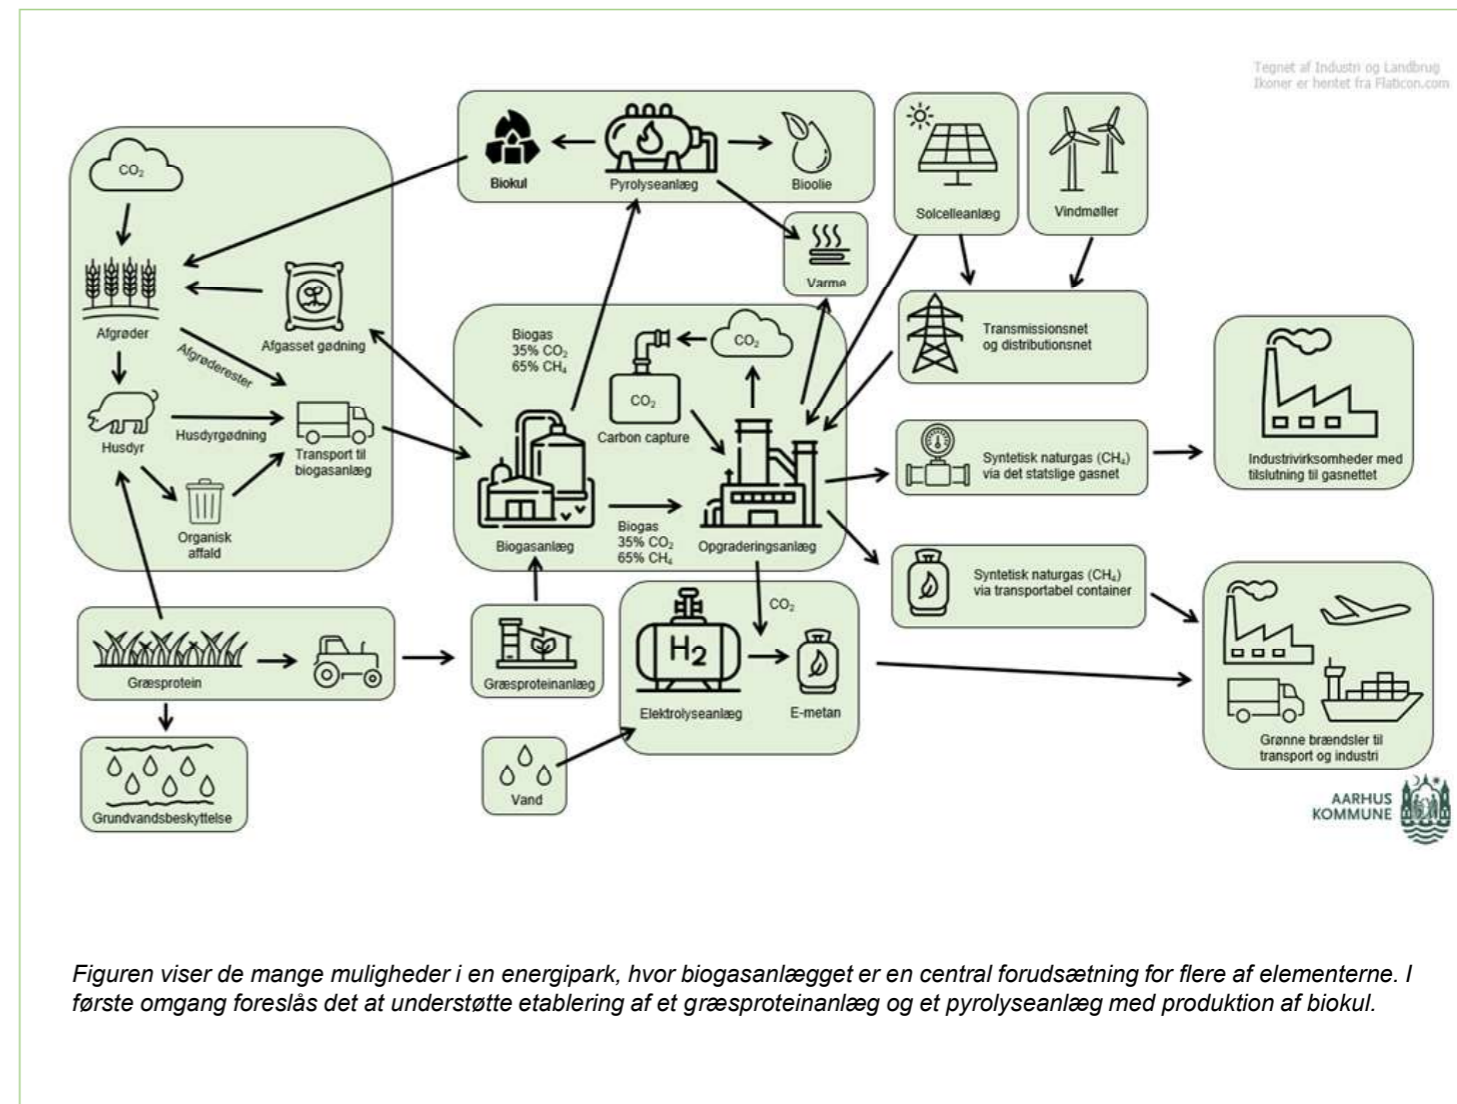 Tegnet af Industri og Landbrug
Ikoner er hentet fra Flaticon.com
CO₂
Afgrøder
Afgasset gødning
Afgrøderester
Husdyr
Husdyrgødning
Transport til
biogasanlæg
Organisk
affald
Biokul
Pyrolyseanlæg
Bioolie
Varme
Solcelleanlæg
Vindmøller
Transmissionsnet
og distributionsnet
Biogas
35% CO₂
65% CH₄
CO₂
CO₂
Carbon capture
Biogasanlæg
Biogas
35% CO₂
65% CH₄
Opgraderingsanlæg
Syntetisk naturgas (CH₄)
via det statslige gasnet
Industrivirksomheder med
tilslutning til gasnettet
Syntetisk naturgas (CH₄)
via transportabel container
Græsprotein
Græsproteinanlæg
CO₂
H₂
Elektrolyseanlæg
E-metan
Vand
Grundvandsbeskyttelse
Grønne brændsler til
transport og industri
AARHUS
KOMMUNE
Figuren viser de mange muligheder i en energipark, hvor biogasanlægget er en central forudsætning for flere af elementerne. I
første omgang foreslås det at understøtte etablering af et græsproteinanlæg og et pyrolyseanlæg med produktion af biokul.